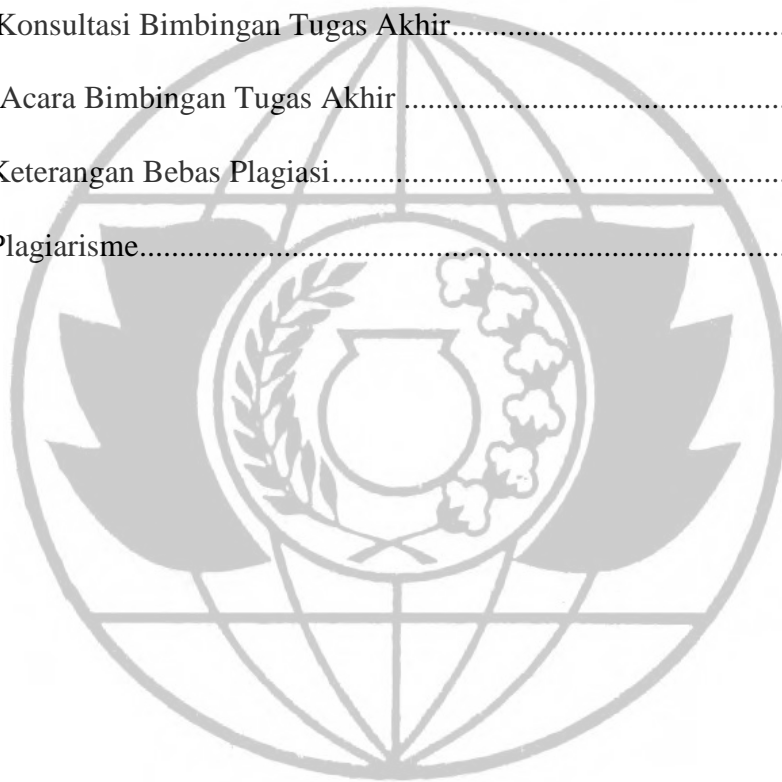 Konsultasi Bimbingan Tugas Akhir........................................
Acara Bimbingan Tugas Akhir ........................................
Keterangan Bebas Plagiasi........................................
Plagiarisme........................................